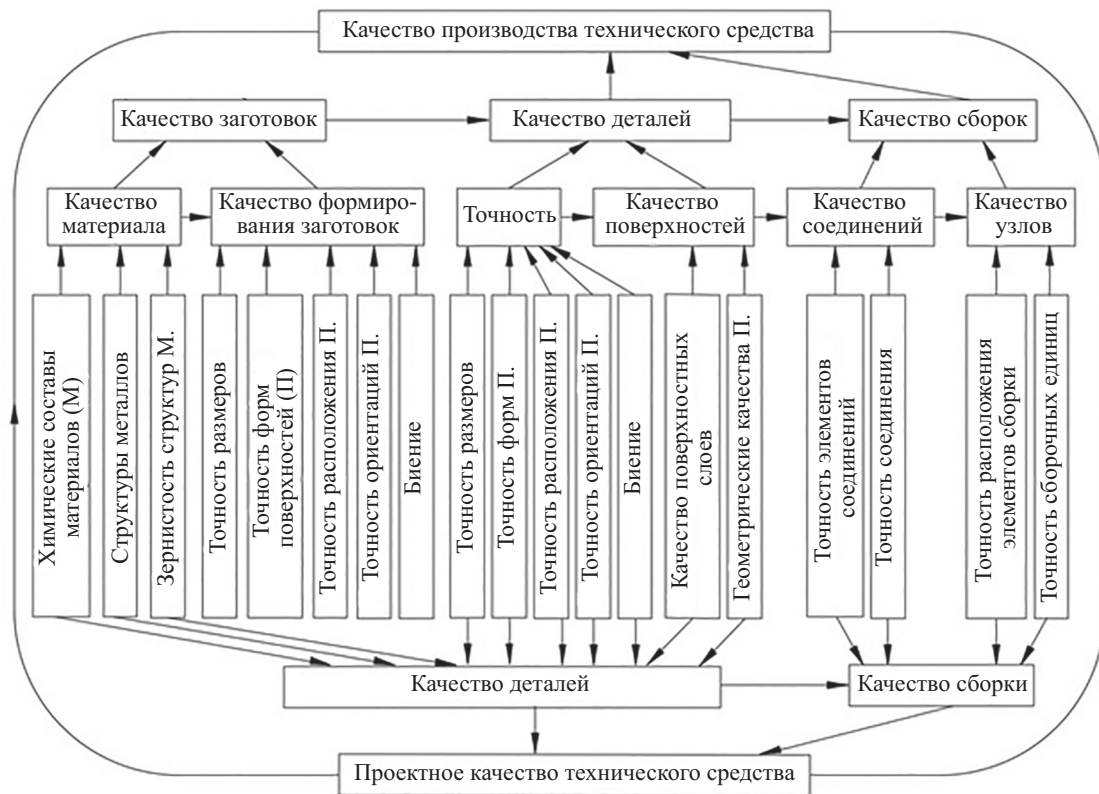 Качество производства технического средства
Качество заготовок
Качество деталей
Качество сборок
Качество
материала
Качество формиро-
вания заготовок
Точность
Качество
поверхностей
Качество
соединений
Качество
узлов
Химические составы
материалов (М)
Структуры металлов
Зернистость структур М.
Точность размеров
Точность форм
поверхностей (П)
Точность расположения П.
Точность ориентаций П.
Биение
Точность размеров
Точность форм П.
Точность расположения П.
Точность ориентаций П.
Биение
Качество поверхностных
слоев
Геометрические качества П.
Точность элементов
соединений
Точность соединения
Точность расположения
элементов сборки
Точность сборочных единиц
Качество деталей
Качество сборки
Проектное качество технического средства